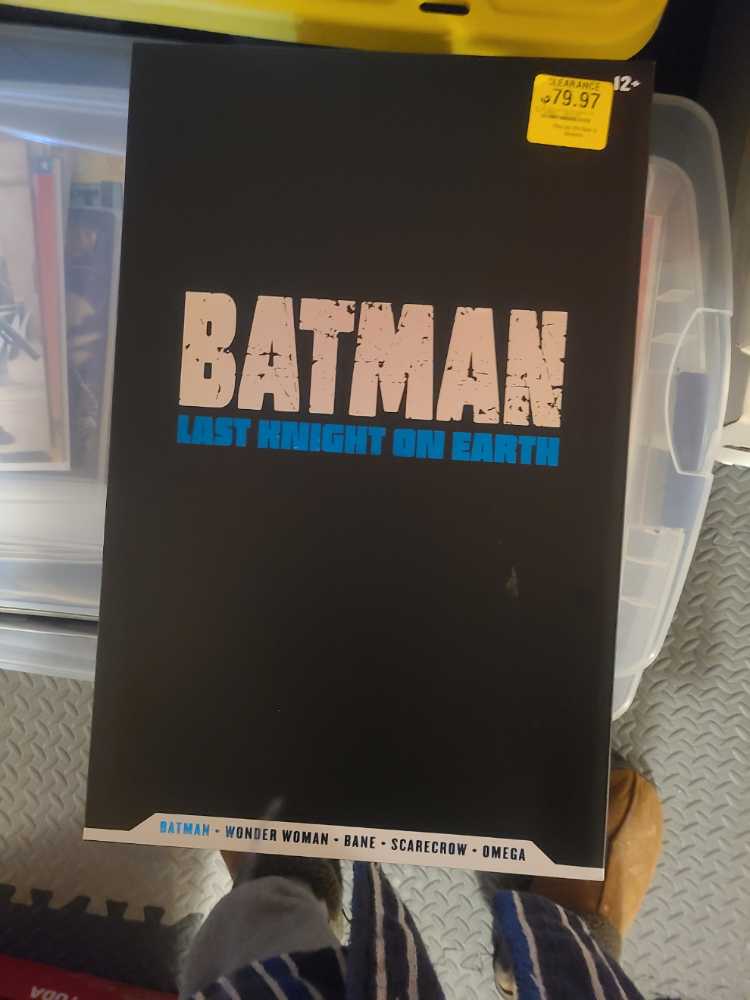 CLEARANCE
$79.97
12+
BATMAN
LAST KNIGHT ON EARTH
BATMAN • WONDER WOMAN • BANE • SCARECROW • OMEGA